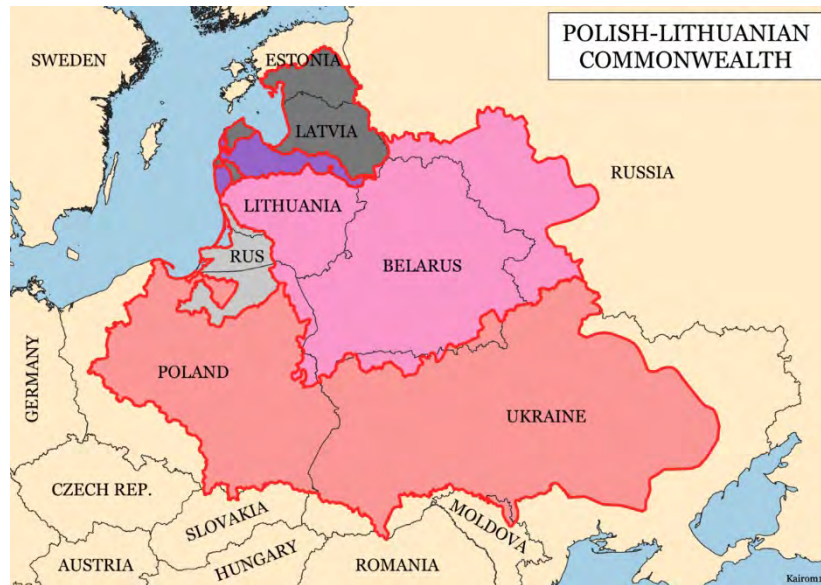 POLISH-LITHUANIAN
COMMONWEALTH
SWEDEN
ESTONIA
LATVIA
RUSSIA
LITHUANIA
RUS
BELARUS
GERMANY
POLAND
UKRAINE
CZECH REP.
SLOVAKIA
MOLDOVA
AUSTRIA
HUNGARY
ROMANIA
Kairom